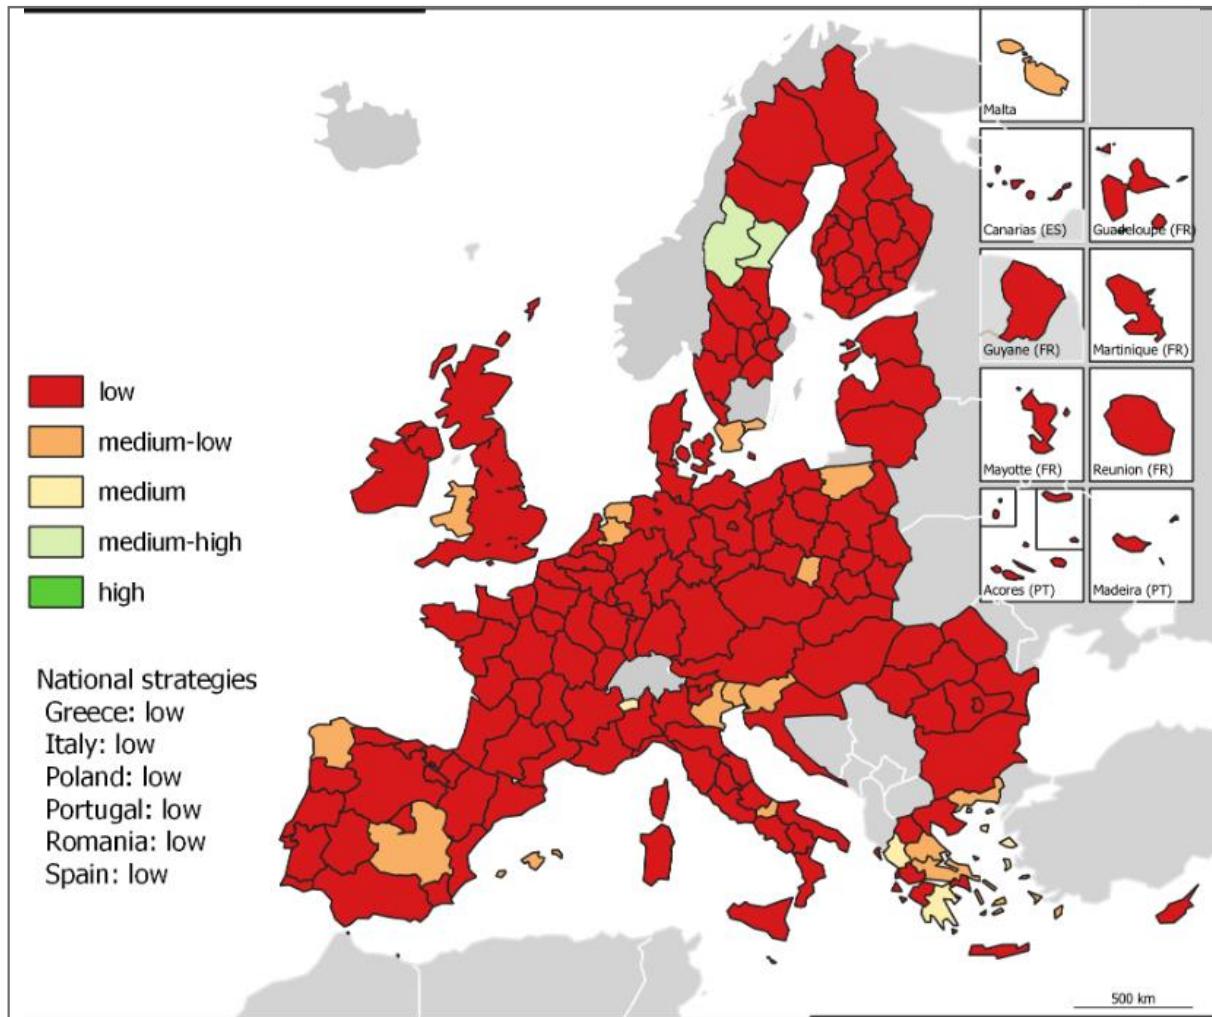 low
medium-low
medium
medium-high
high
National strategies
Greece: low
Italy: low
Poland: low
Portugal: low
Romania: low
Spain: low
Malta
Canarias (ES)
Guadeloupe (FR)
Guyane (FR)
Martinique (FR)
Mayotte (FR)
Reunion (FR)
Acores (PT)
Madeira (PT)
500 km